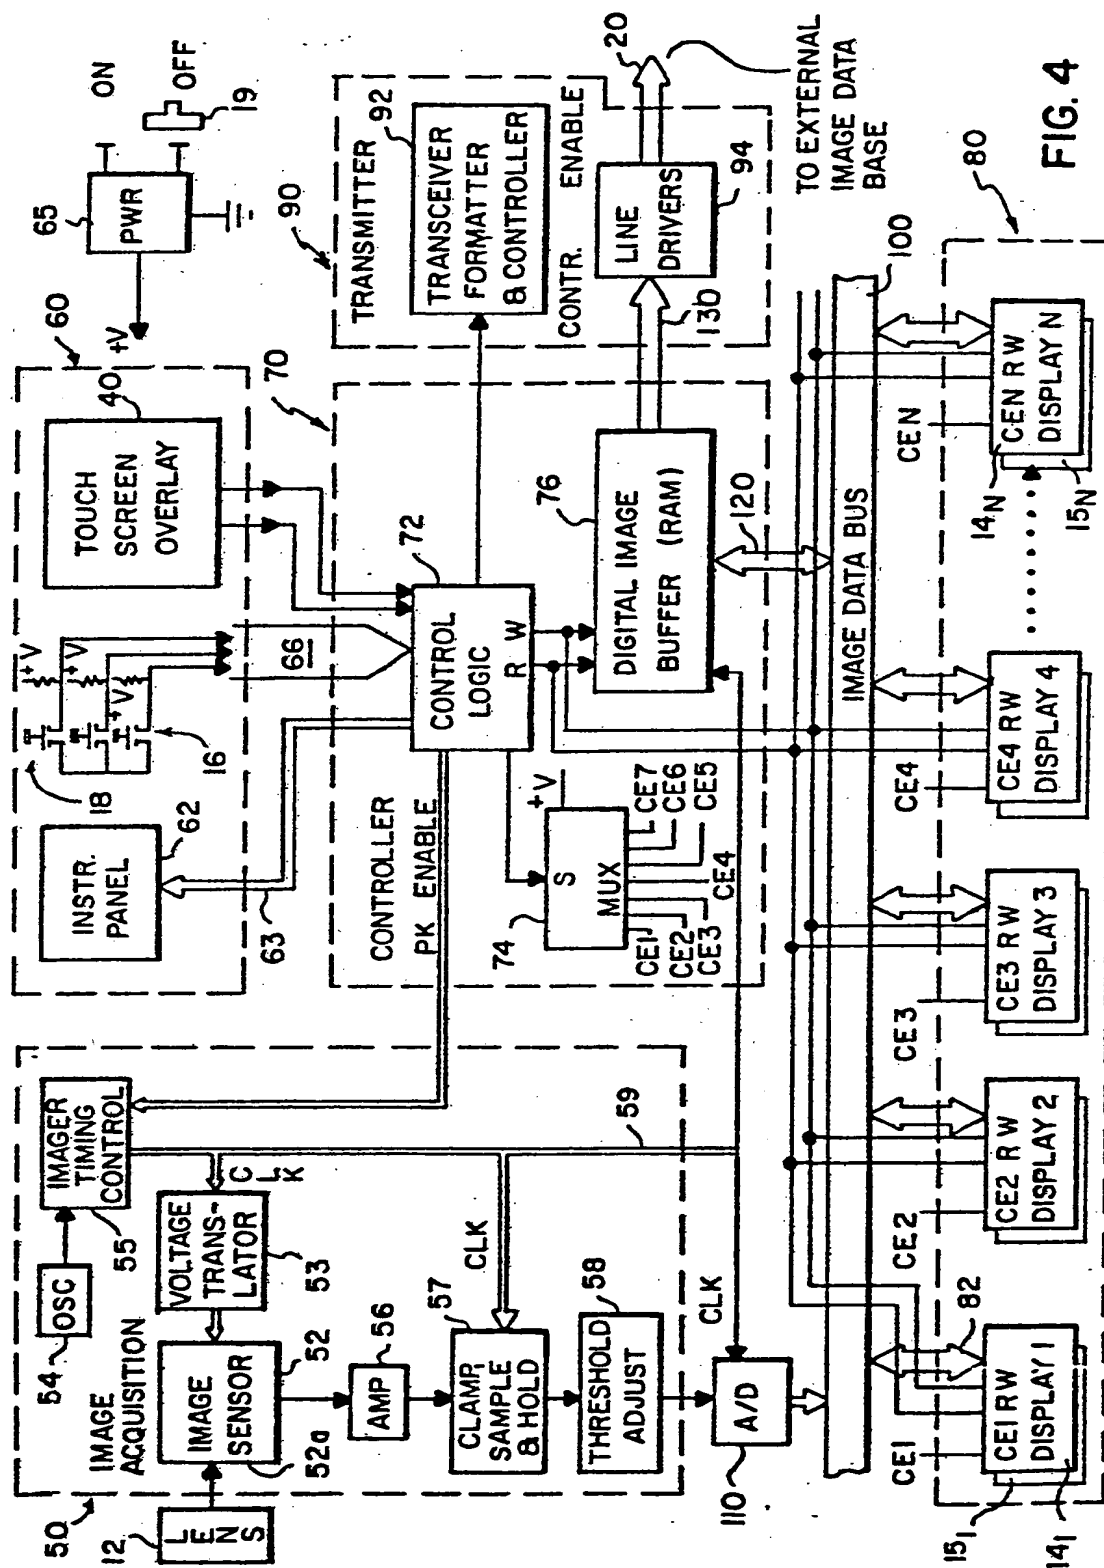 50
IMAGE
ACQUISITION
12
LENS
54
OSC
55
IMAGER
TIMING
CONTROL
VOLTAGE
TRANS-
LATOR
53
CLK
IMAGE
SENSOR
52
52a
AMP
56
57
CLAMP,
SAMPLE
& HOLD
CLK
THRESHOLD
ADJUST
58
59
A/D
110
CLK
INSTR.
PANEL
62
63
18
16
+V
+V
+V
66
TOUCH
SCREEN
OVERLAY
40
60
+V
65
PWR
ON
OFF
19
CONTROLLER
PK ENABLE
70
CONTROL
LOGIC
R W
72
74
S
MUX
+V
CE1
CE2
CE3
CE4
CE7
CE6
CE5
76
DIGITAL IMAGE
BUFFER (RAM)
120
90
TRANSMITTER
92
TRANSCEIVER
FORMATTER
& CONTROLLER
CONTR. ENABLE
LINE
DRIVERS
94
130
20
TO EXTERNAL
IMAGE DATA
BASE
IMAGE DATA BUS
100
80
CE1
82
CE1 RW
DISPLAY 1
15₁
14₁
CE2
CE2 RW
DISPLAY 2
CE3
CE3 RW
DISPLAY 3
CE4
CE4 RW
DISPLAY 4
CEN
14N
CEN RW
DISPLAY N
15N
FIG. 4